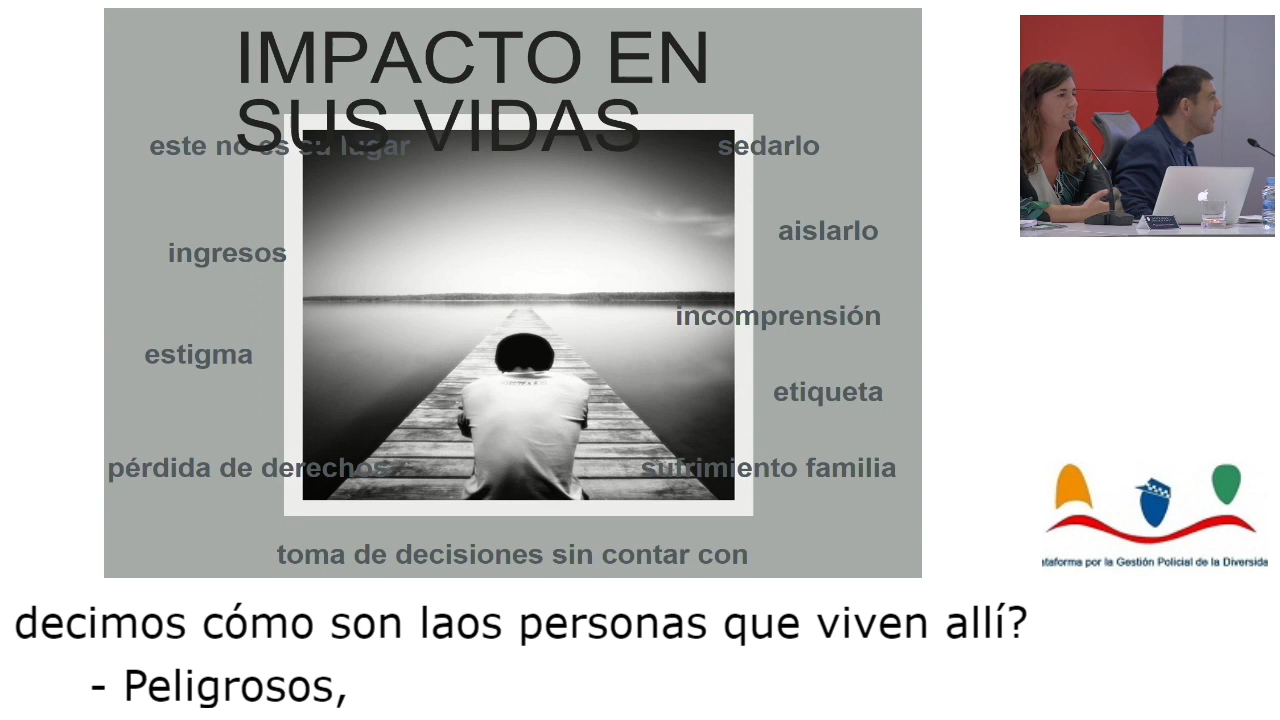 IMPACTO EN
SUS VIDAS
este no es su lugar
sedarlo
aislarlo
ingresos
incomprensión
estigma
etiqueta
pérdida de derechos
sufrimiento familia
toma de decisiones sin contar con
ataforma por la Gestión Policial de la Diversida
decimos cómo son laos personas que viven allí?
- Peligrosos,